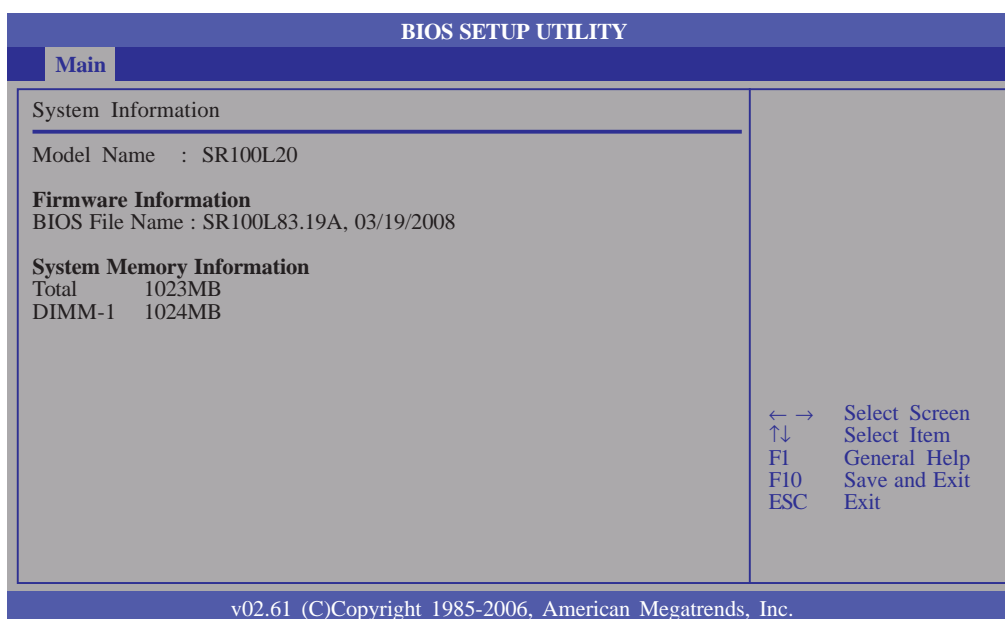 BIOS SETUP UTILITY
Main
System Information
Model Name : SR100L20
Firmware Information
BIOS File Name : SR100L83.19A, 03/19/2008
System Memory Information
Total 1023MB
DIMM-1 1024MB
← → Select Screen
↑↓ Select Item
F1 General Help
F10 Save and Exit
ESC Exit
v02.61 (C)Copyright 1985-2006, American Megatrends, Inc.